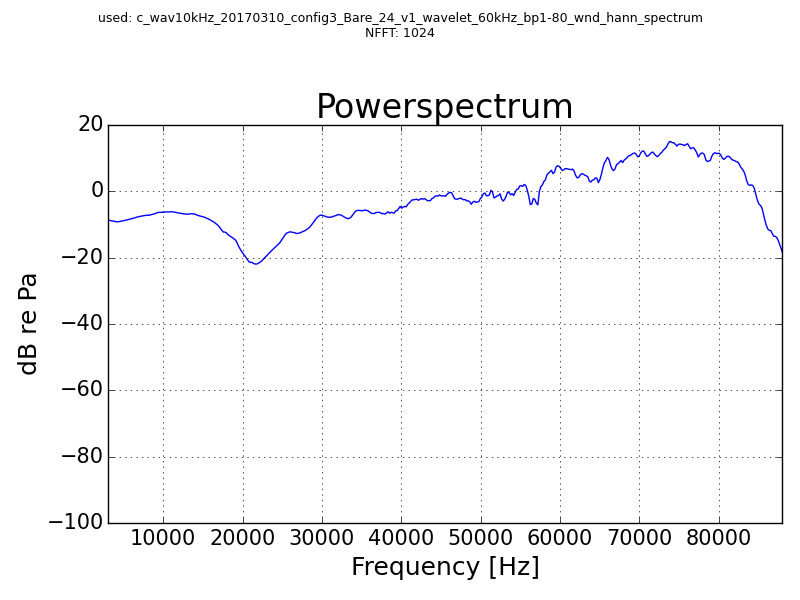 used: c_wav10kHz_20170310_config3_Bare_24_v1_wavelet_60kHz_bp1-80_wnd_hann_spectrum
NFFT: 1024
Powerspectrum
20
0
−20
−40
−60
−80
−100
dB re Pa
10000 20000 30000 40000 50000 60000 70000 80000
Frequency [Hz]